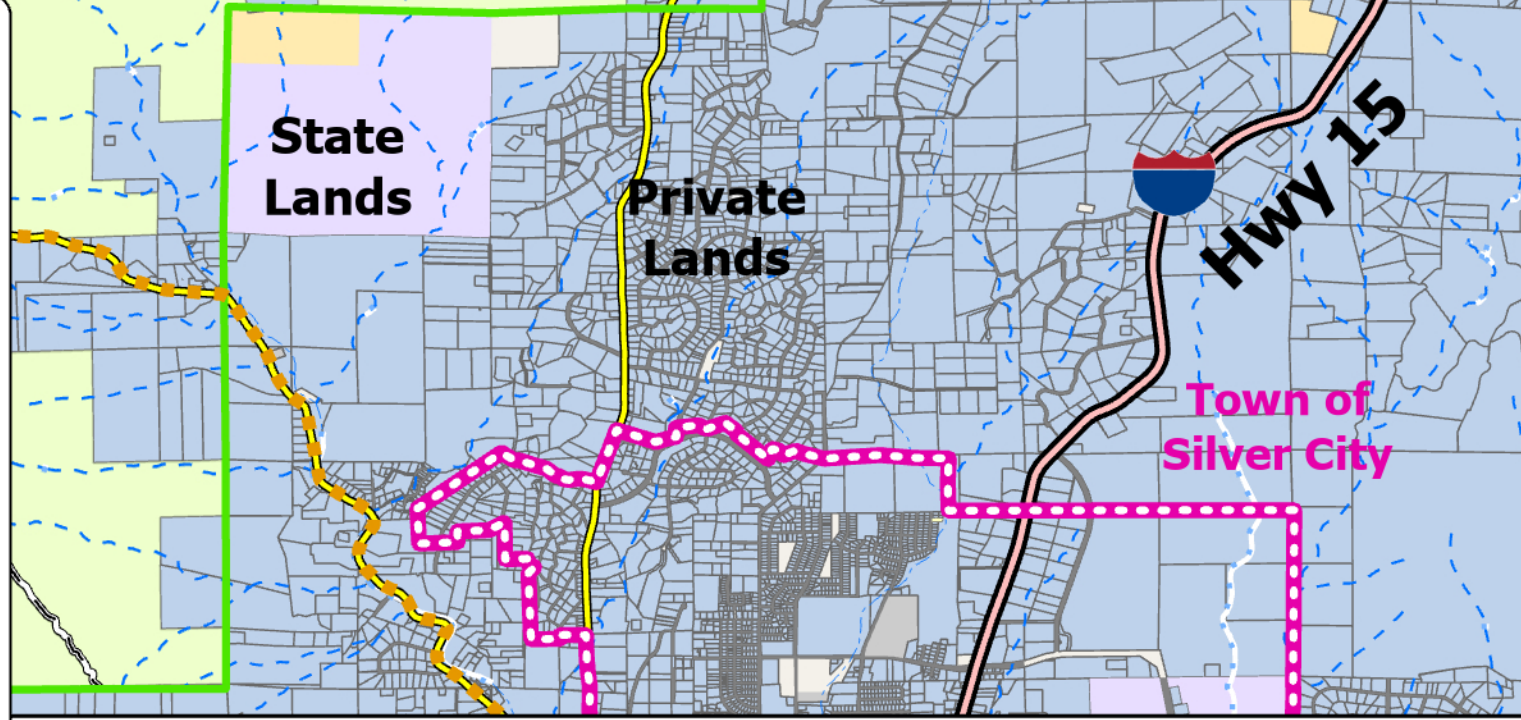 State
Lands
Private
Lands
Hwy 15
Town of
Silver City